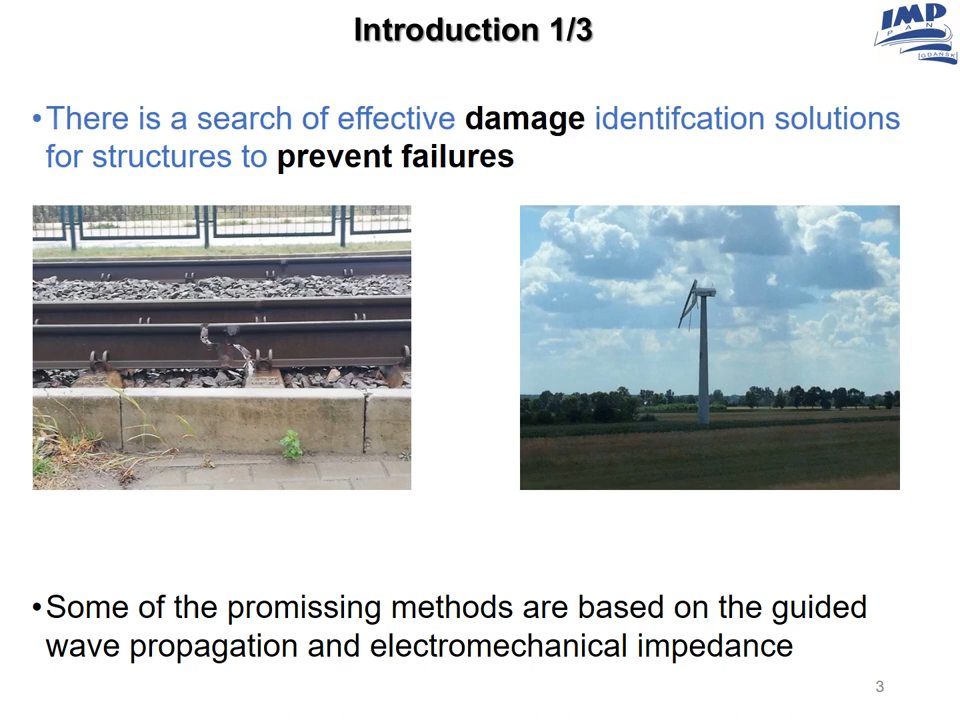 Introduction 1/3
IMP
PAN
GDAŃSK
•There is a search of effective damage identifcation solutions
for structures to prevent failures
•Some of the promissing methods are based on the guided
wave propagation and electromechanical impedance
3